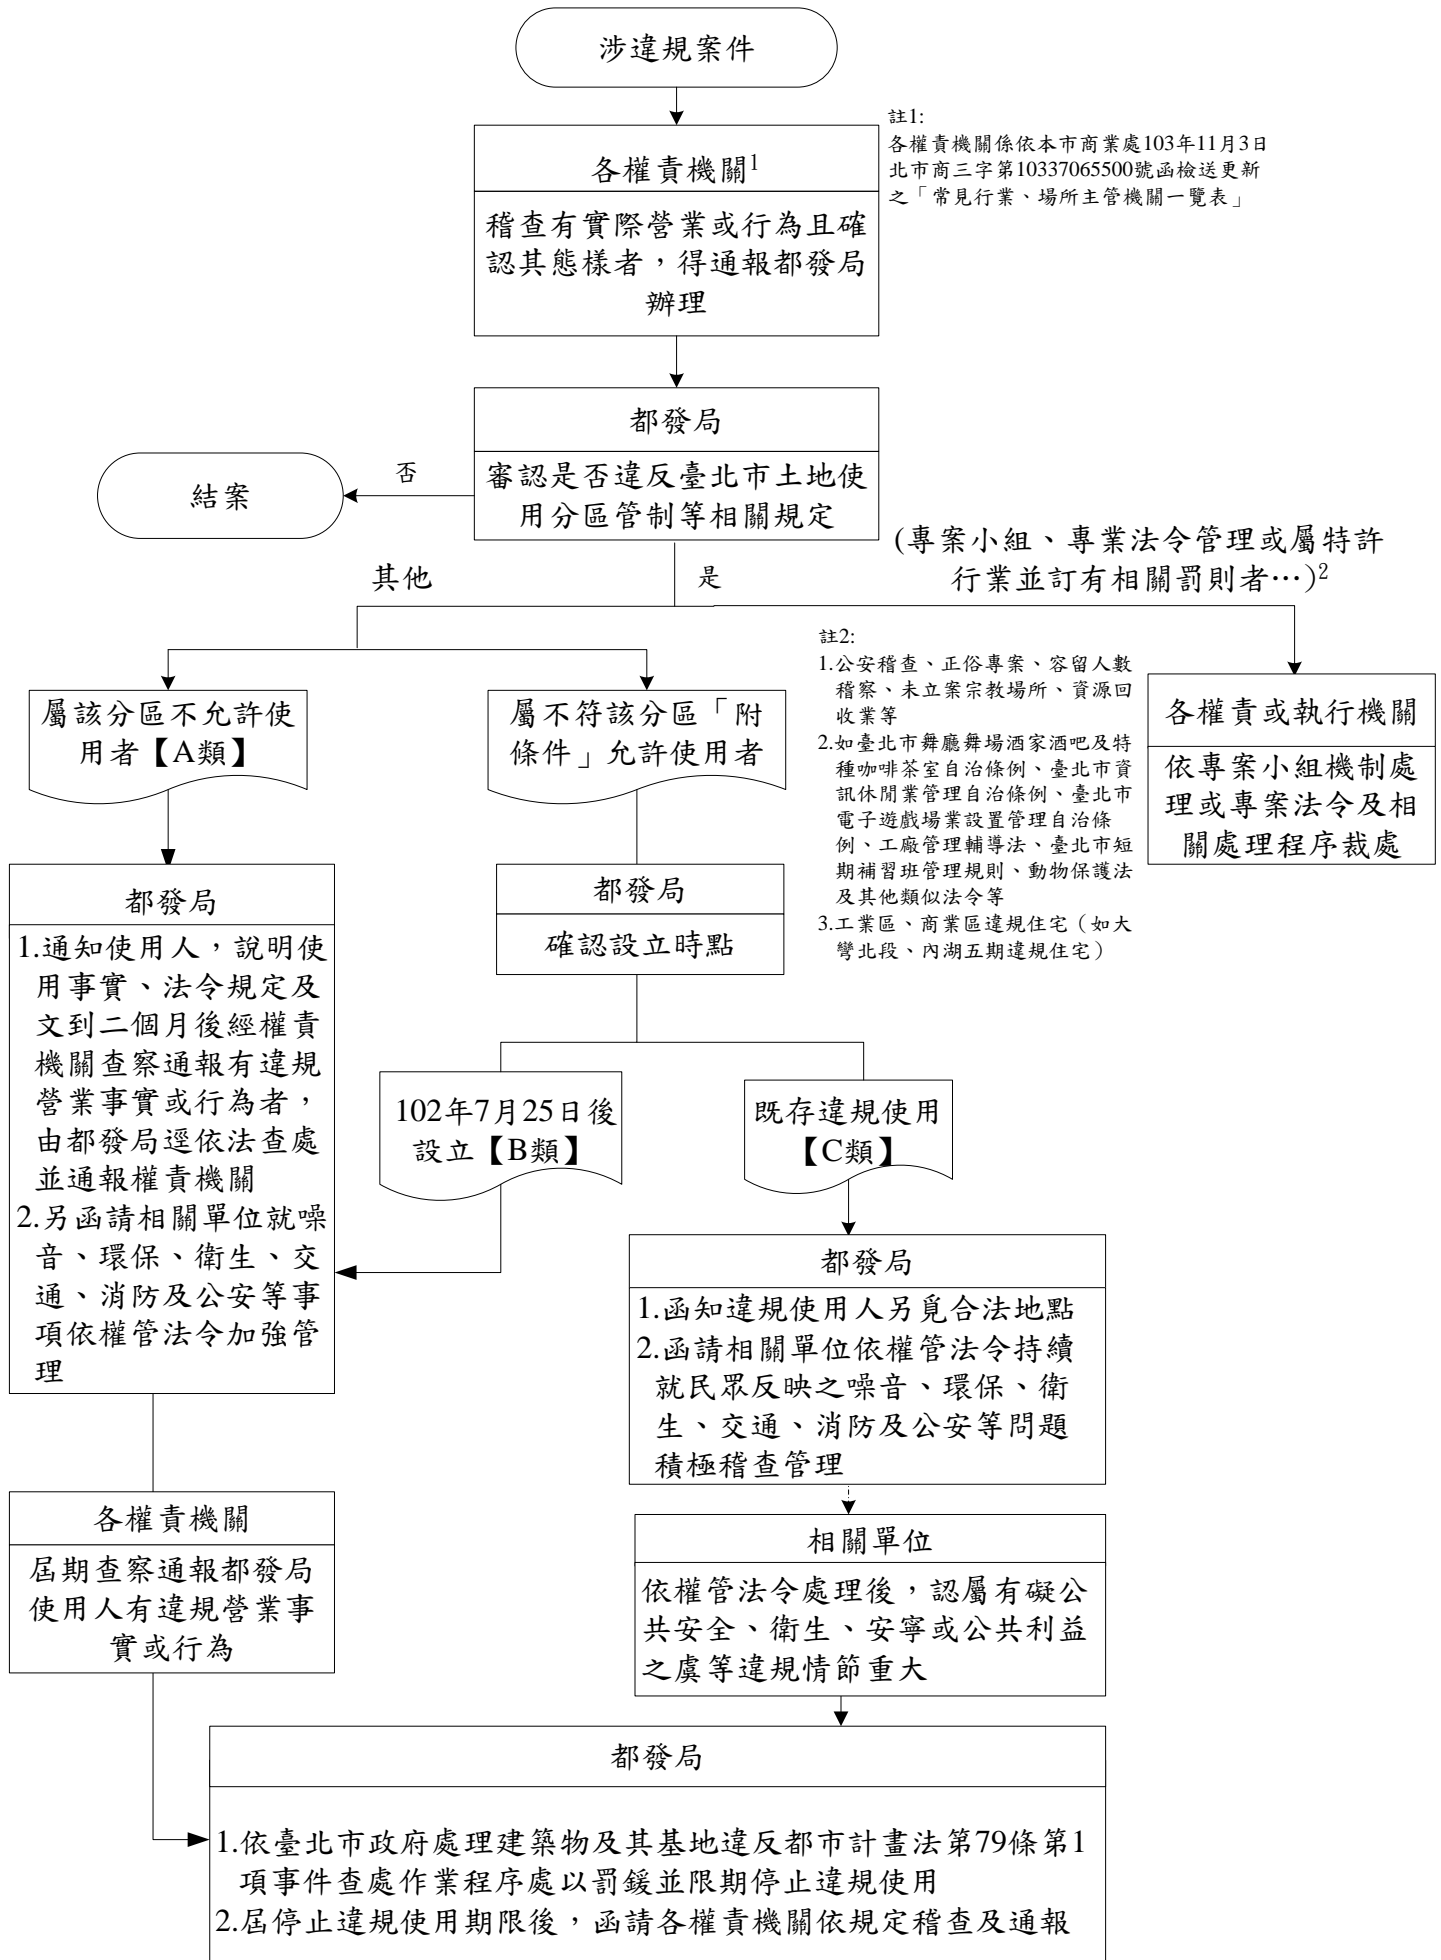 涉違規案件
各權責機關1
稽查有實際營業或行為且確
認其態樣者，得通報都發局
辦理
註1:
各權責機關係依本市商業處103年11月3日
北市商三字第10337065500號函檢送更新
之「常見行業、場所主管機關一覽表」
都發局
審認是否違反臺北市土地使
用分區管制等相關規定
否
結案
其他
是
(專案小組、專業法令管理或屬特許
行業並訂有相關罰則者…)2
註2:
1.公安稽查、正俗專案、容留人數
稽察、未立案宗教場所、資源回
收業等
2.如臺北市舞廳舞場酒家酒吧及特
種咖啡茶室自治條例、臺北市資
訊休閒業管理自治條例、臺北市
電子遊戲場業設置管理自治條
例、工廠管理輔導法、臺北市短
期補習班管理規則、動物保護法
及其他類似法令等
3.工業區、商業區違規住宅（如大
彎北段、內湖五期違規住宅）
各權責或執行機關
依專案小組機制處
理或專案法令及相
關處理程序裁處
屬該分區不允許使
用者【A類】
屬不符該分區「附
條件」允許使用者
都發局
確認設立時點
都發局
1.通知使用人，說明使
用事實、法令規定及
文到二個月後經權責
機關查察通報有違規
營業事實或行為者，
由都發局逕依法查處
並通報權責機關
2.另函請相關單位就噪
音、環保、衛生、交
通、消防及公安等事
項依權管法令加強管
理
102年7月25日後
設立【B類】
既存違規使用
【C類】
都發局
1.函知違規使用人另覓合法地點
2.函請相關單位依權管法令持續
就民眾反映之噪音、環保、衛
生、交通、消防及公安等問題
積極稽查管理
各權責機關
屆期查察通報都發局
使用人有違規營業事
實或行為
相關單位
依權管法令處理後，認屬有礙公
共安全、衛生、安寧或公共利益
之虞等違規情節重大
都發局
1.依臺北市政府處理建築物及其基地違反都市計畫法第79條第1
項事件查處作業程序處以罰鍰並限期停止違規使用
2.屆停止違規使用期限後，函請各權責機關依規定稽查及通報